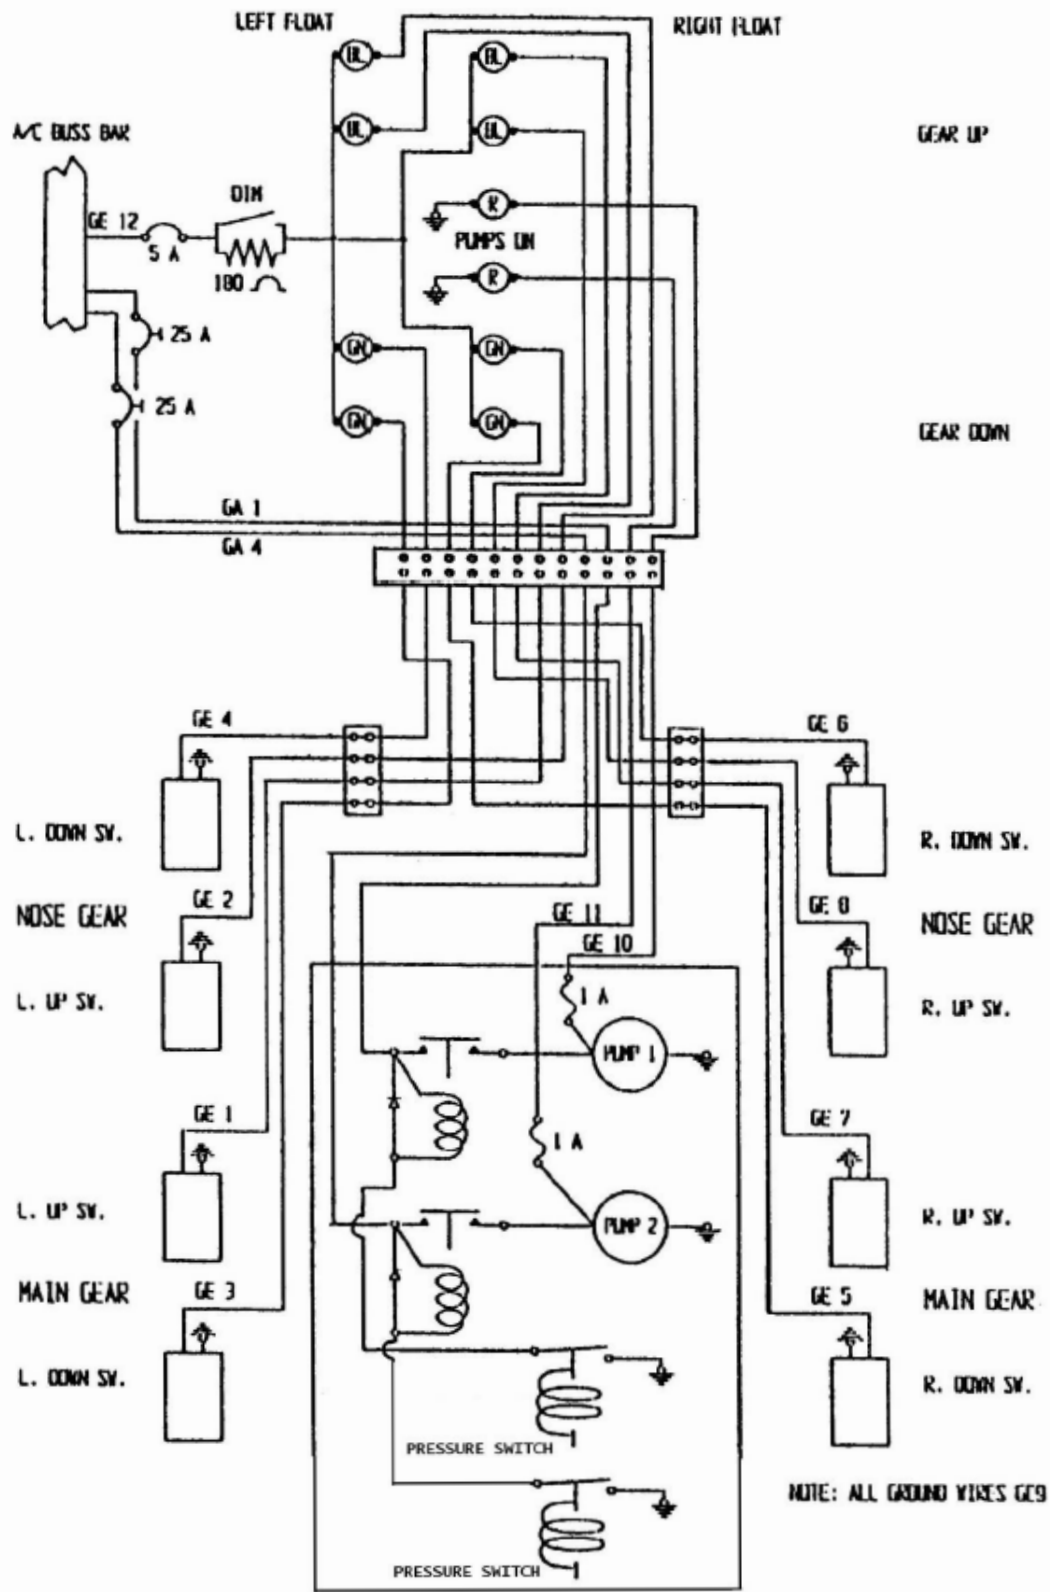 LEFT FLOAT
RIGHT FLOAT
BL
BL
A/C BUSS BAR
BL
BL
GEAR UP
DIM
GE 12
R
5 A
PUMPS ON
180
R
25 A
GN
GN
25 A
GN
GN
GEAR DOWN
GA 1
GA 4
GE 4
GE 6
L. DOWN SW.
R. DOWN SW.
GE 2
GE 8
NOSE GEAR
GE 11
NOSE GEAR
GE 10
L. UP SW.
1 A
R. UP SW.
PUMP 1
GE 1
GE 7
1 A
L. UP SW.
PUMP 2
R. UP SW.
MAIN GEAR
GE 3
GE 5
MAIN GEAR
L. DOWN SW.
R. DOWN SW.
PRESSURE SWITCH
NOTE: ALL GROUND WIRES GE9
PRESSURE SWITCH